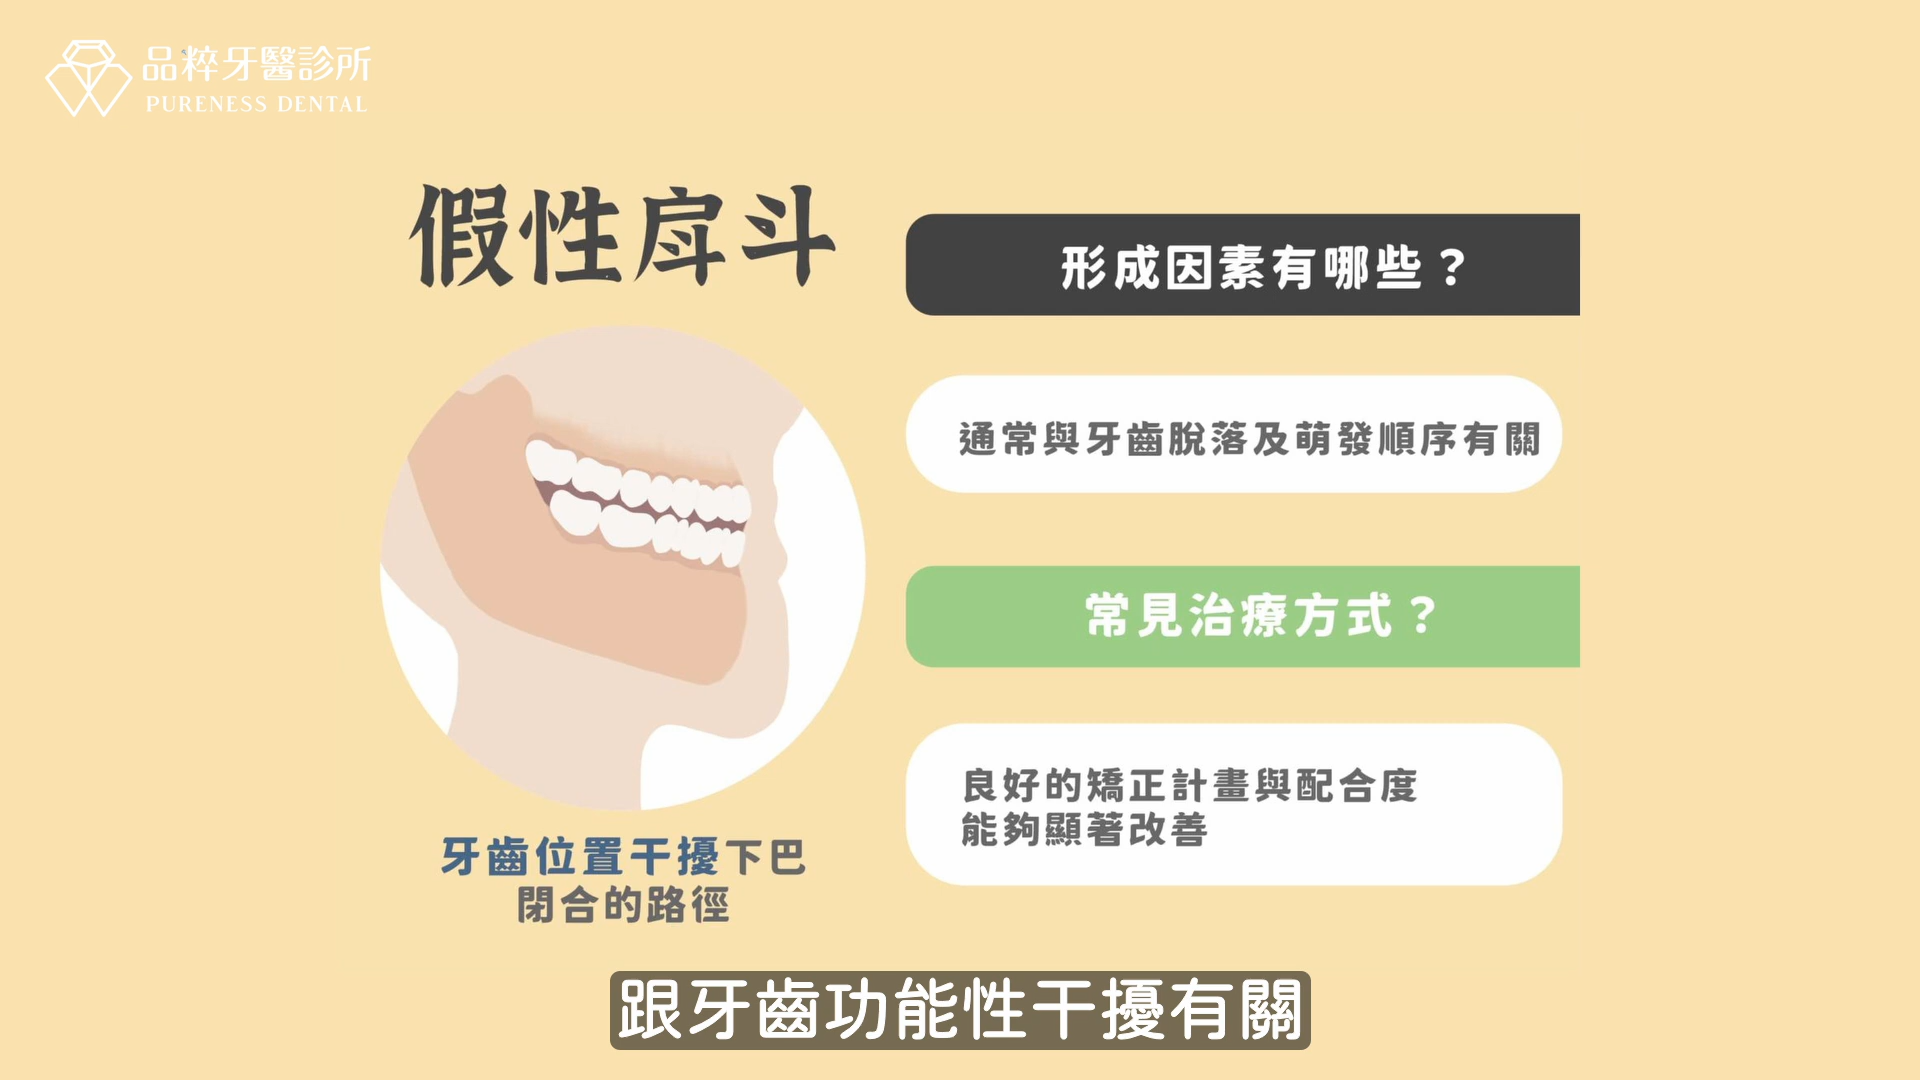 品粹牙醫診所
PURENESS DENTAL
假性戽斗
牙齒位置干擾下巴
閉合的路徑
形成因素有哪些？
通常與牙齒脫落及萌發順序有關
常見治療方式？
良好的矯正計畫與配合度
能夠顯著改善
跟牙齒功能性干擾有關